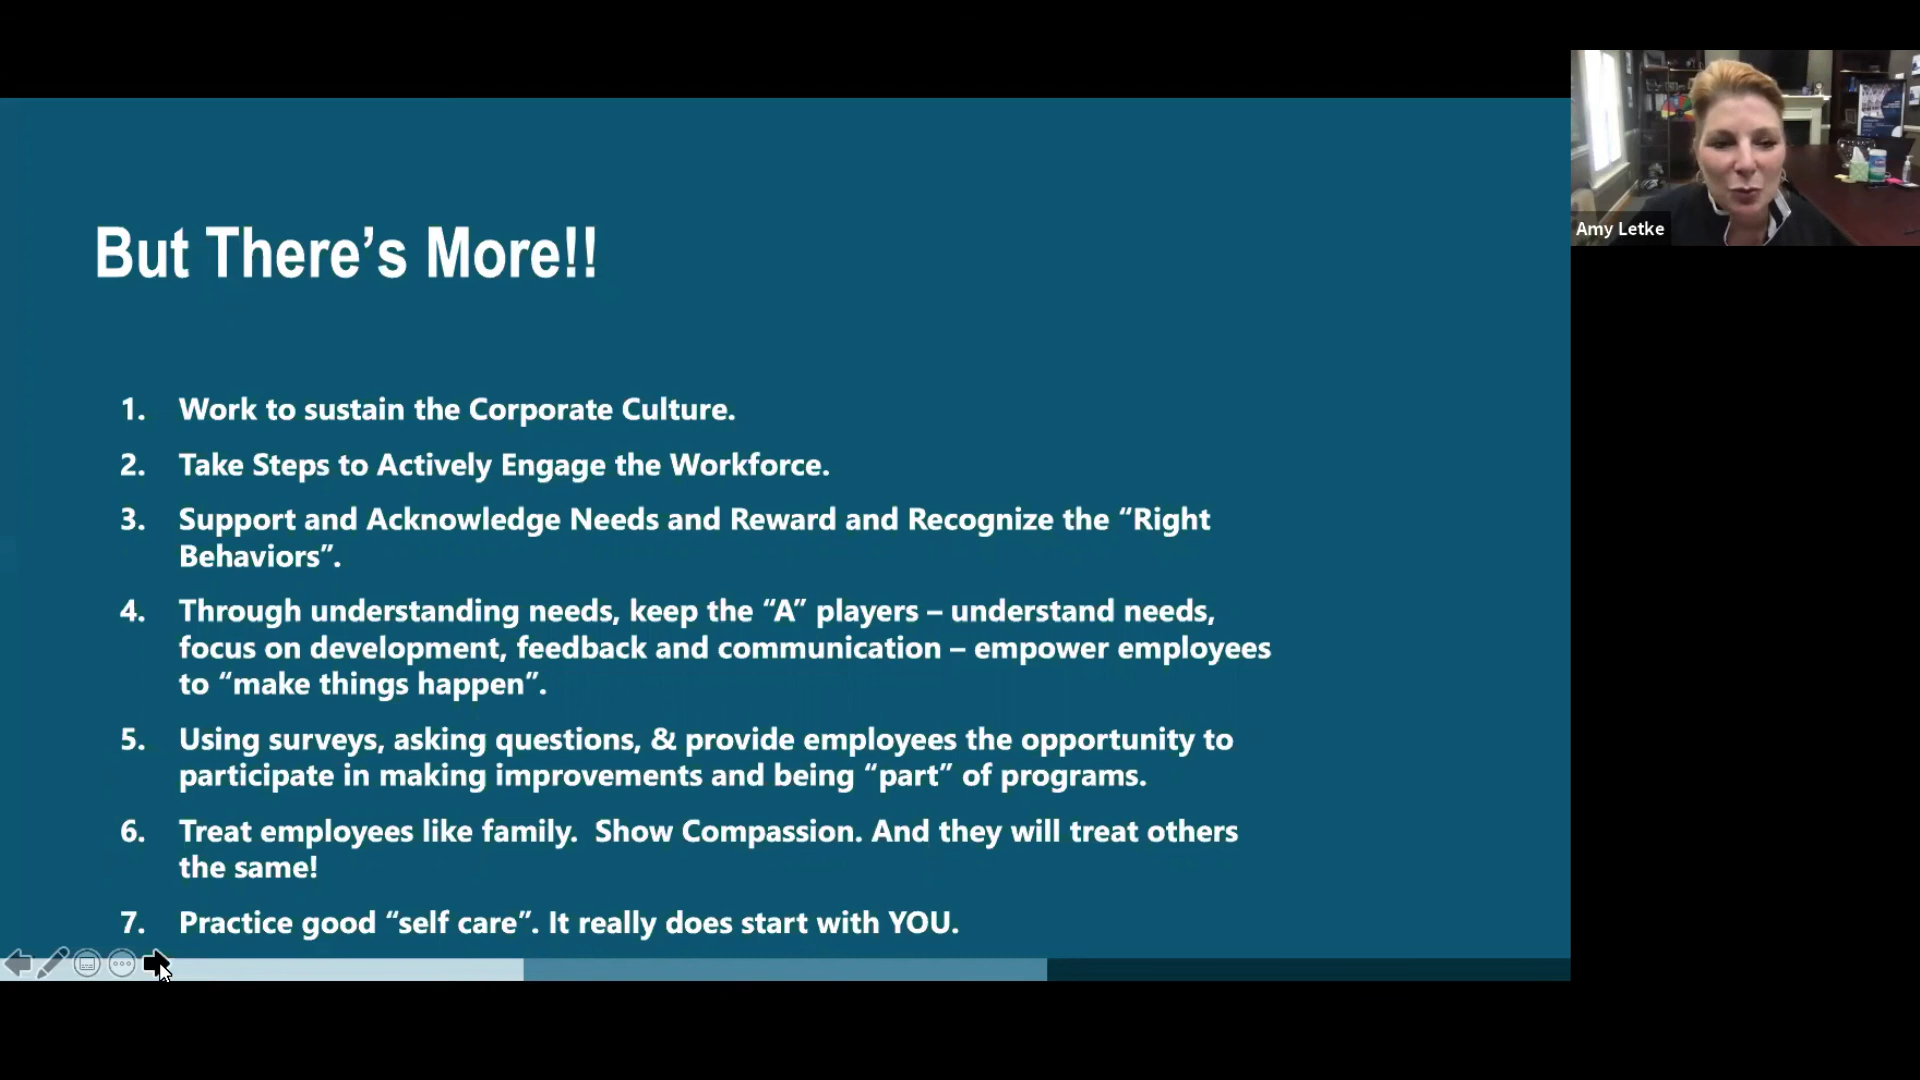 Amy Letke
But There’s More!!
1. Work to sustain the Corporate Culture.
2. Take Steps to Actively Engage the Workforce.
3. Support and Acknowledge Needs and Reward and Recognize the “Right
Behaviors”.
4. Through understanding needs, keep the “A” players – understand needs,
focus on development, feedback and communication – empower employees
to “make things happen”.
5. Using surveys, asking questions, & provide employees the opportunity to
participate in making improvements and being “part” of programs.
6. Treat employees like family.  Show Compassion. And they will treat others
the same!
7. Practice good “self care”. It really does start with YOU.